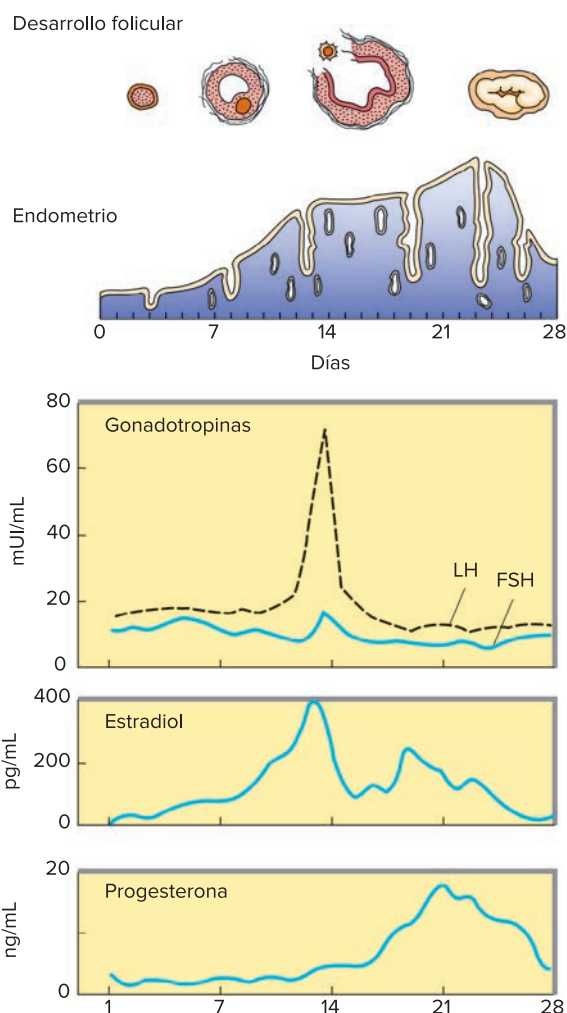 Desarrollo folicular
Endometrio
0 7 14 21 28
Días
80
Gonadotropinas
60
mUI/mL
40
LH
FSH
20
0
400
Estradiol
pg/mL
200
0
20
Progesterona
ng/mL
0
1 7 14 21 28